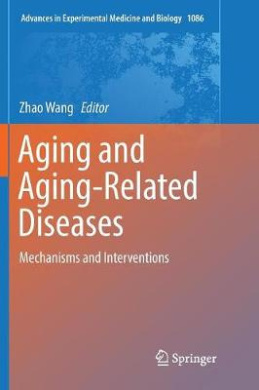 Advances in Experimental Medicine and Biology 1086
Zhao Wang Editor
Aging and
Aging-Related
Diseases
Mechanisms and Interventions
Springer